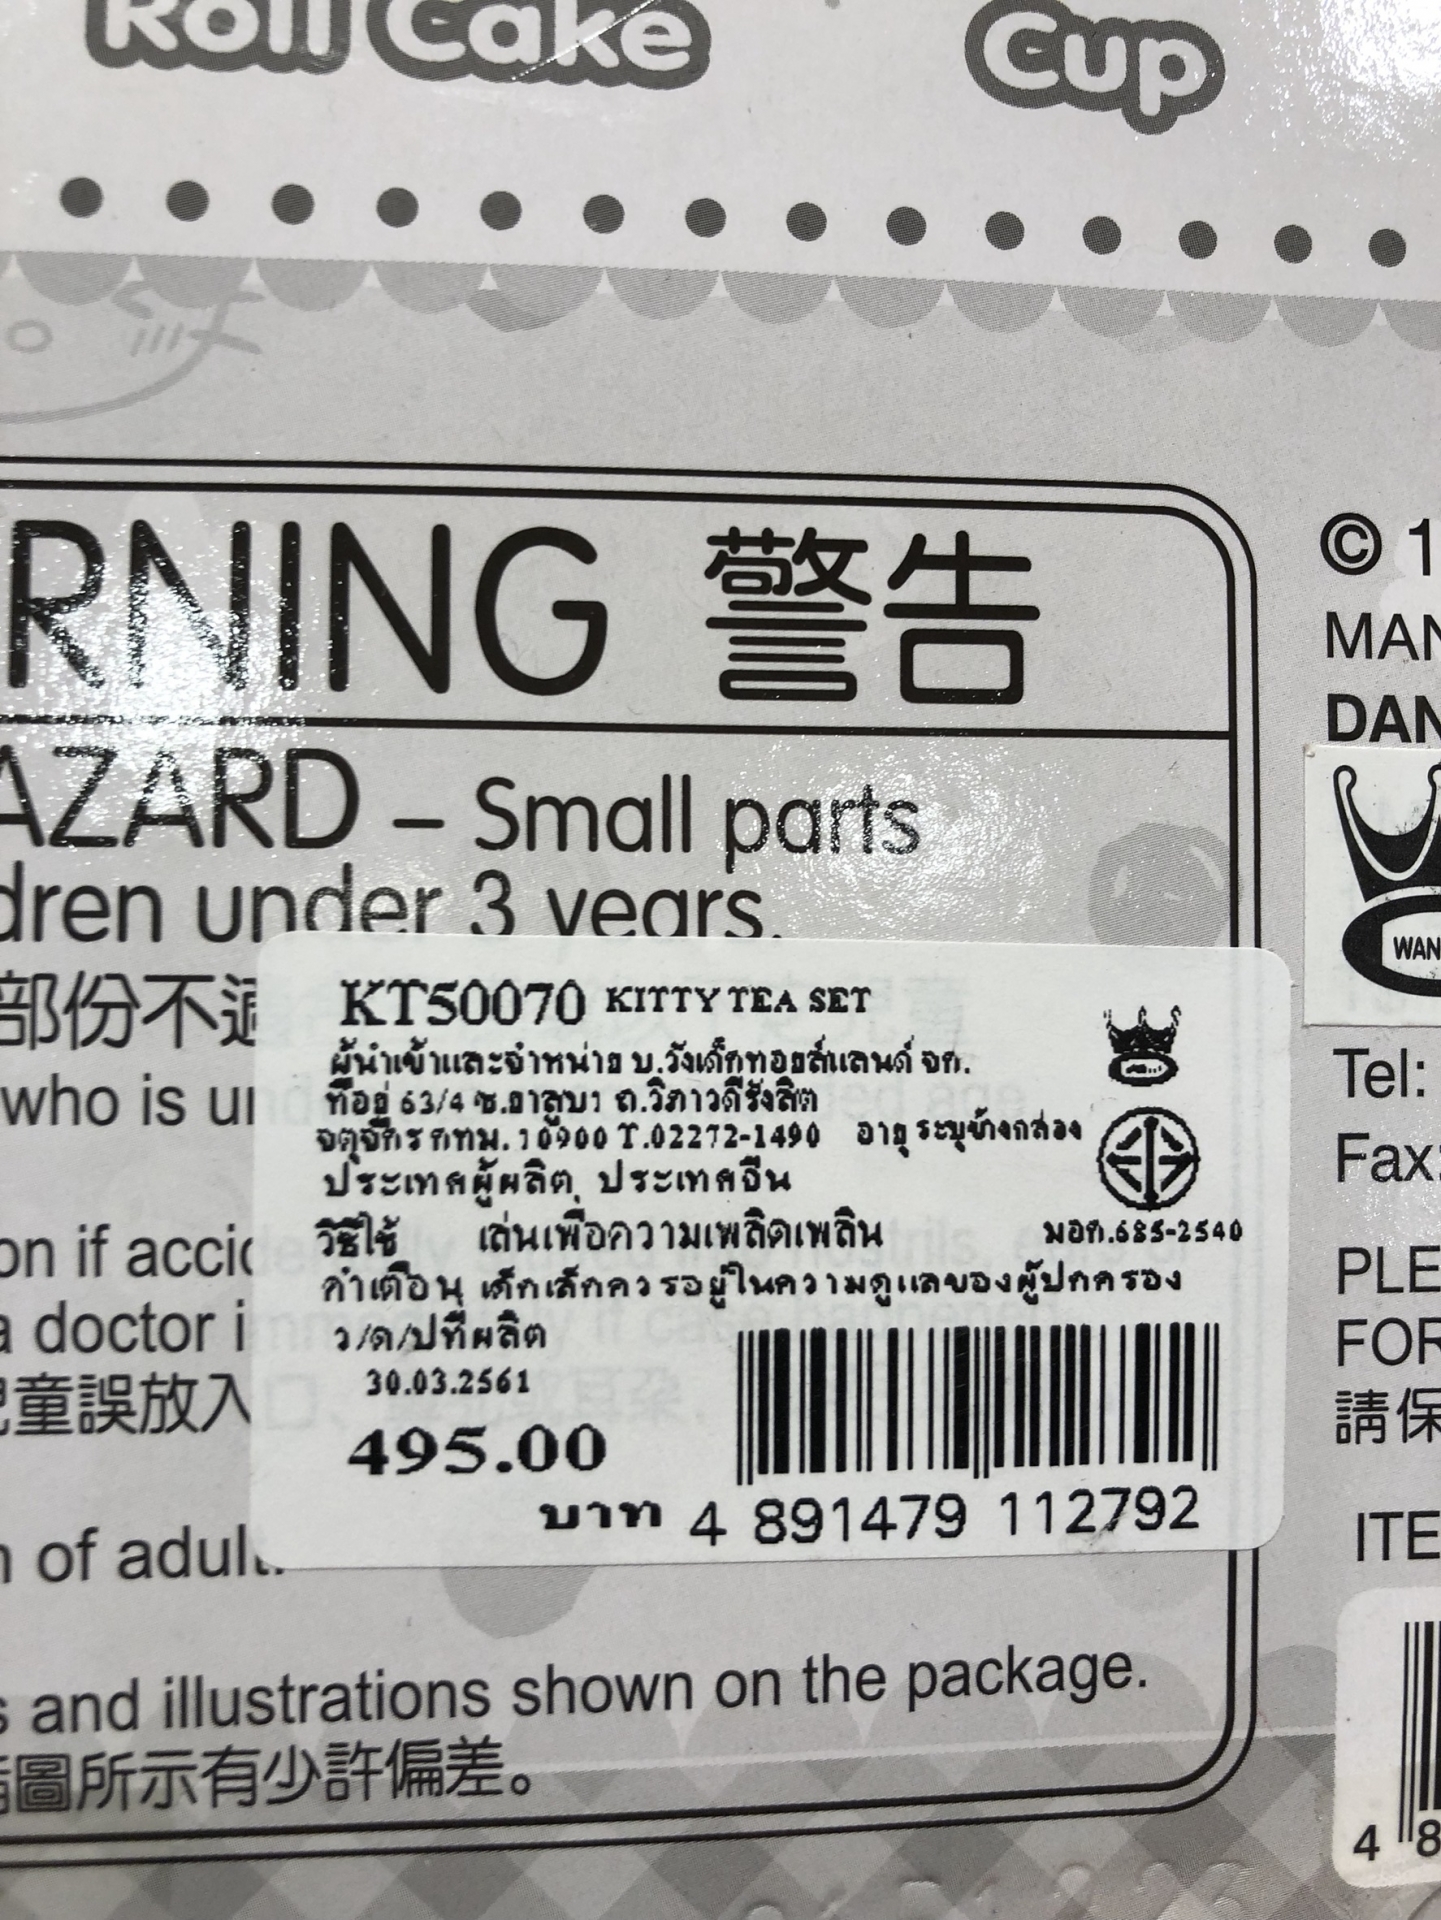 Roll Cake
Cup
RNING 警告
AZARD – Small parts
dren under 3 years.
部份不適
who is un
on if accid
a doctor i
童誤放入
n of adult.
s and illustrations shown on the package.
圖所示有少許偏差。
KT50070 KITTY TEA SET
ผู้นำเข้าและจำหน่าย บ.วังเด็กทอยส์แลนด์ จก.
ที่อยู่ 63/4 ซ.ยาสูบ1 ถ.วิภาวดีรังสิต
จตุจักร กทม. 10900 T.02272-1490 อายุ ระบุข้างกล่อง
ประเทศผู้ผลิต ประเทศจีน
วิธีใช้ เล่นเพื่อความเพลิดเพลิน
มอก.685-2540
คำเตือน เด็กเล็กควรอยู่ในความดูแลของผู้ปกครอง
ว/ด/ปที่ผลิต
30.03.2561
495.00
บาท
4 891479 112792
© 1
MAN
DAN
WAN
Tel:
Fax:
PLE
FOR
請保
ITE
4 8